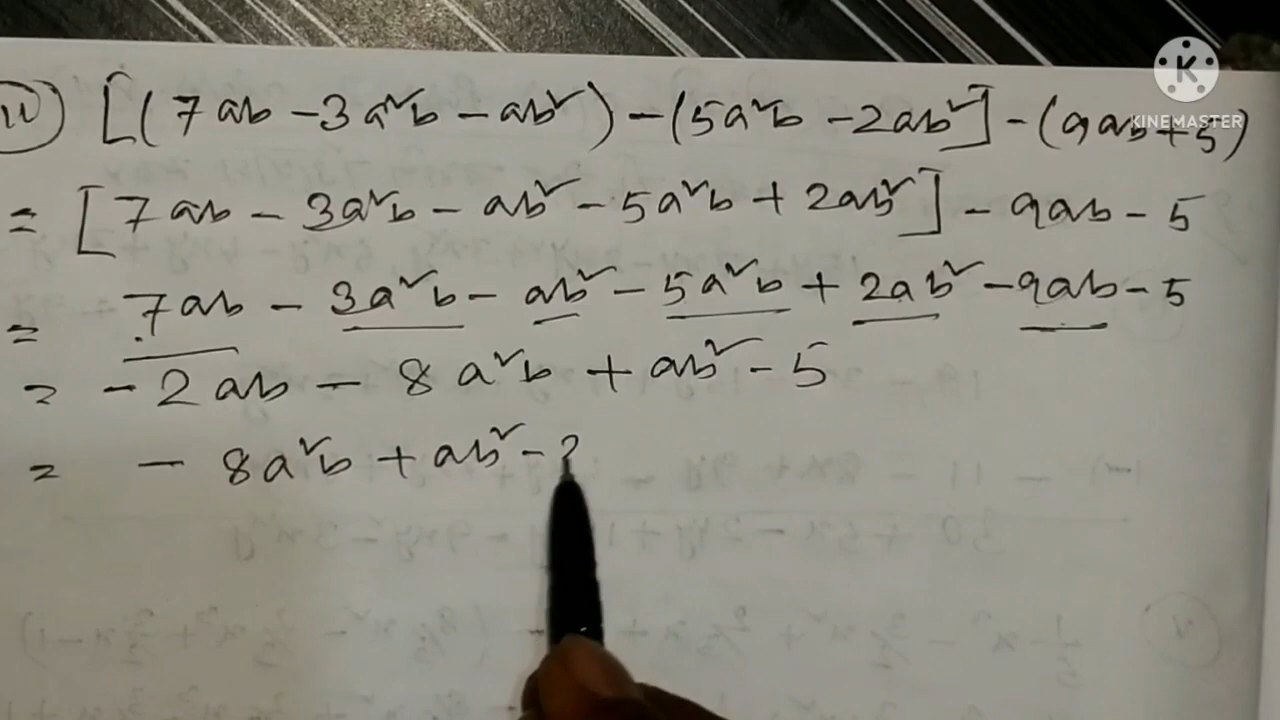 [(7ab - 3a²b - ab²) - (5a²b - 2ab²] - (9ab + 5)
KINEMASTER
= [7ab - 3a²b - ab² - 5a²b + 2ab²] - 9ab - 5
= 7ab - 3a²b - ab² - 5a²b + 2ab² - 9ab - 5
= - 2ab - 8a²b + ab² - 5
= - 8a²b + ab² - 2